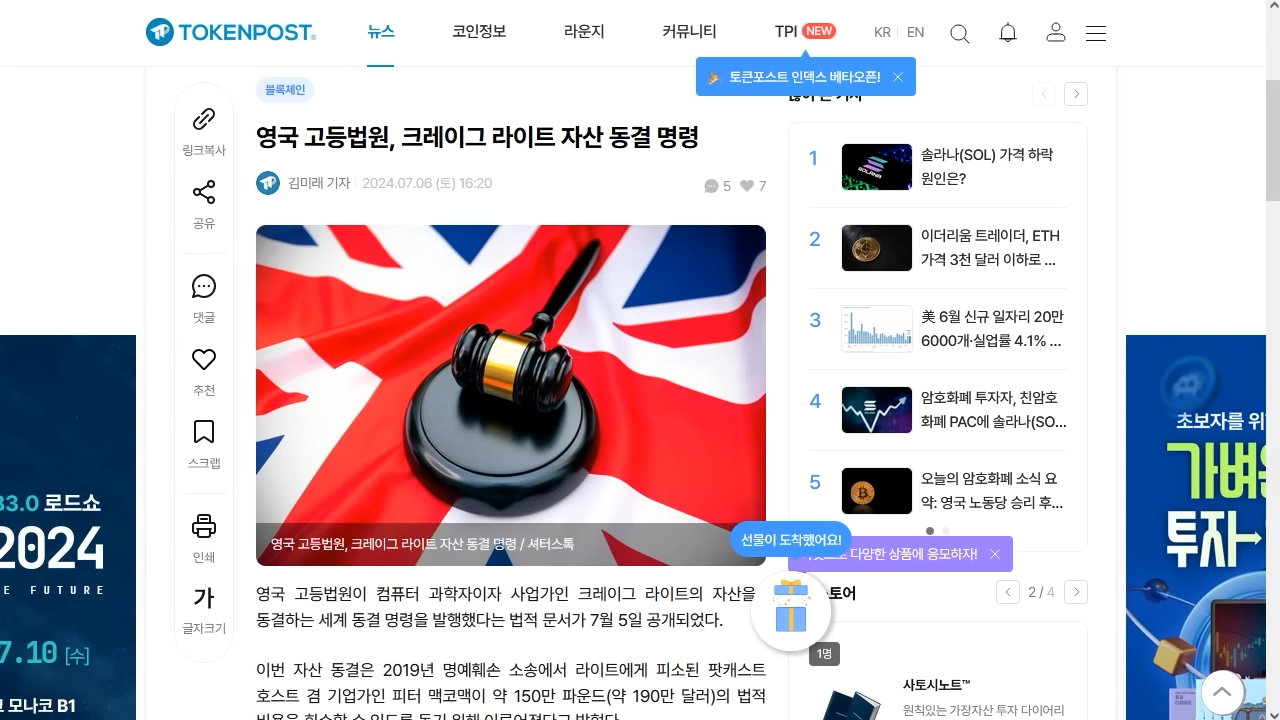 TOKENPOST
뉴스
코인정보
라운지
커뮤니티
TPI NEW
KR | EN
토큰포스트 인덱스 베타오픈!
블록체인
영국 고등법원, 크레이그 라이트 자산 동결 명령
김미래 기자
2024.07.06 (토) 16:20
5
7
링크복사
공유
댓글
추천
스크랩
인쇄
가
글자크기
영국 고등법원, 크레이그 라이트 자산 동결 명령 / 셔터스톡
영국 고등법원이 컴퓨터 과학자이자 사업가인 크레이그 라이트의 자산을
동결하는 세계 동결 명령을 발행했다는 법적 문서가 7월 5일 공개되었다.
이번 자산 동결은 2019년 명예훼손 소송에서 라이트에게 피소된 팟캐스트
호스트 겸 기업가인 피터 맥코맥이 약 150만 파운드(약 190만 달러)의 법적
1
솔라나(SOL) 가격 하락
원인은?
2
이더리움 트레이더, ETH
가격 3천 달러 이하로 ...
3
美 6월 신규 일자리 20만
6000개·실업률 4.1% ...
4
암호화폐 투자자, 친암호
화폐 PAC에 솔라나(SO...
5
오늘의 암호화폐 소식 요
약: 영국 노동당 승리 후...
선물이 도착했어요!
다양한 상품에 응모하자!
토어
2 / 4
1명
사토시노트™
원칙있는 가장자산 투자 다이어리
33.0 로드쇼
2024
E FUTURE
7.10 [수]
모나코 B1
초보자를 위
가벼운
투자→